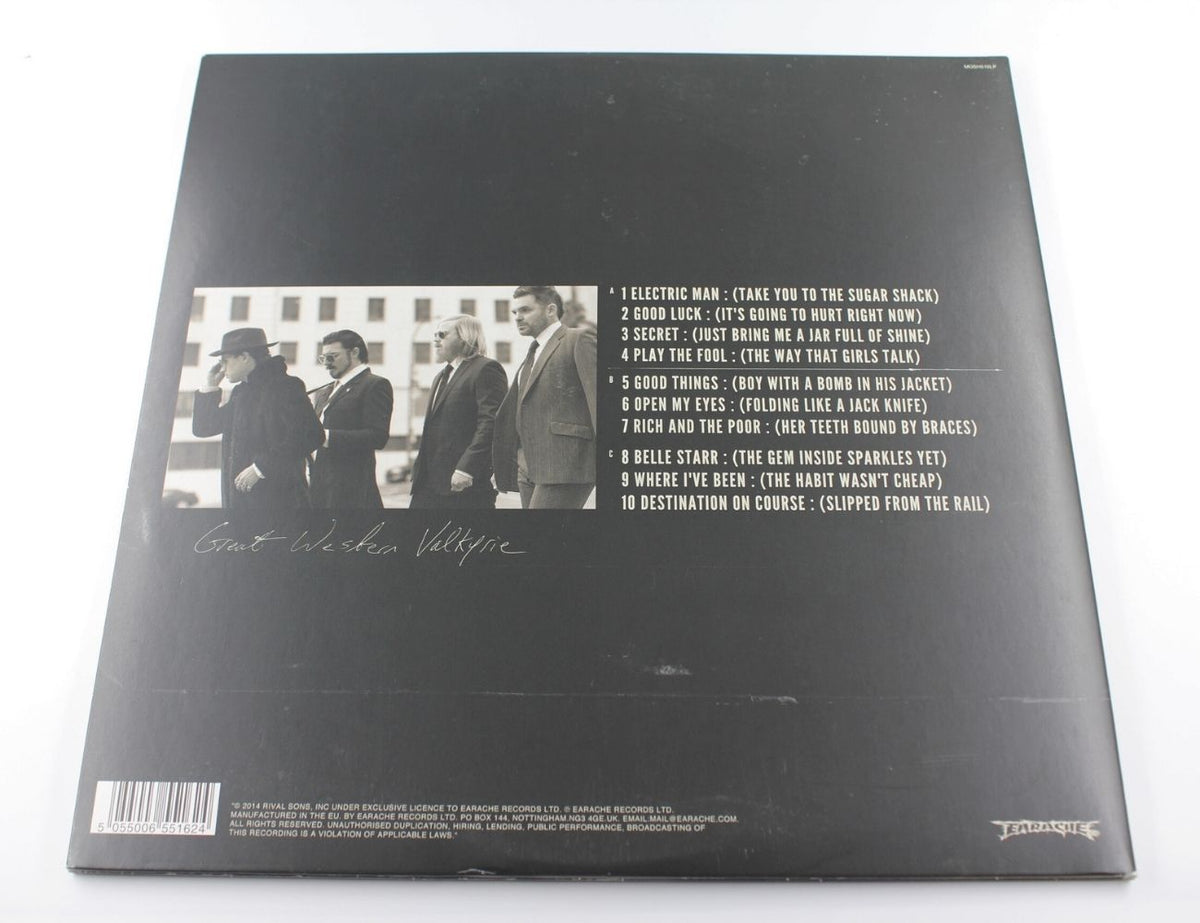 MOSH516LP
A 1 ELECTRIC MAN : (TAKE YOU TO THE SUGAR SHACK)
2 GOOD LUCK : (IT'S GOING TO HURT RIGHT NOW)
3 SECRET : (JUST BRING ME A JAR FULL OF SHINE)
4 PLAY THE FOOL : (THE WAY THAT GIRLS TALK)
B 5 GOOD THINGS : (BOY WITH A BOMB IN HIS JACKET)
6 OPEN MY EYES : (FOLDING LIKE A JACK KNIFE)
7 RICH AND THE POOR : (HER TEETH BOUND BY BRACES)
C 8 BELLE STARR : (THE GEM INSIDE SPARKLES YET)
9 WHERE I'VE BEEN : (THE HABIT WASN'T CHEAP)
10 DESTINATION ON COURSE : (SLIPPED FROM THE RAIL)
Great Western Valkyrie
5 055006 551624
"© 2014 RIVAL SONS, INC UNDER EXCLUSIVE LICENCE TO EARACHE RECORDS LTD. ℗ EARACHE RECORDS LTD.
MANUFACTURED IN THE EU. BY EARACHE RECORDS LTD. PO BOX 144, NOTTINGHAM.NG3 4GE.UK. EMAIL:MAIL@EARACHE.COM.
ALL RIGHTS RESERVED. UNAUTHORISED DUPLICATION, HIRING, LENDING, PUBLIC PERFORMANCE, BROADCASTING OF
THIS RECORDING IS A VIOLATION OF APPLICABLE LAWS."
EARACHE